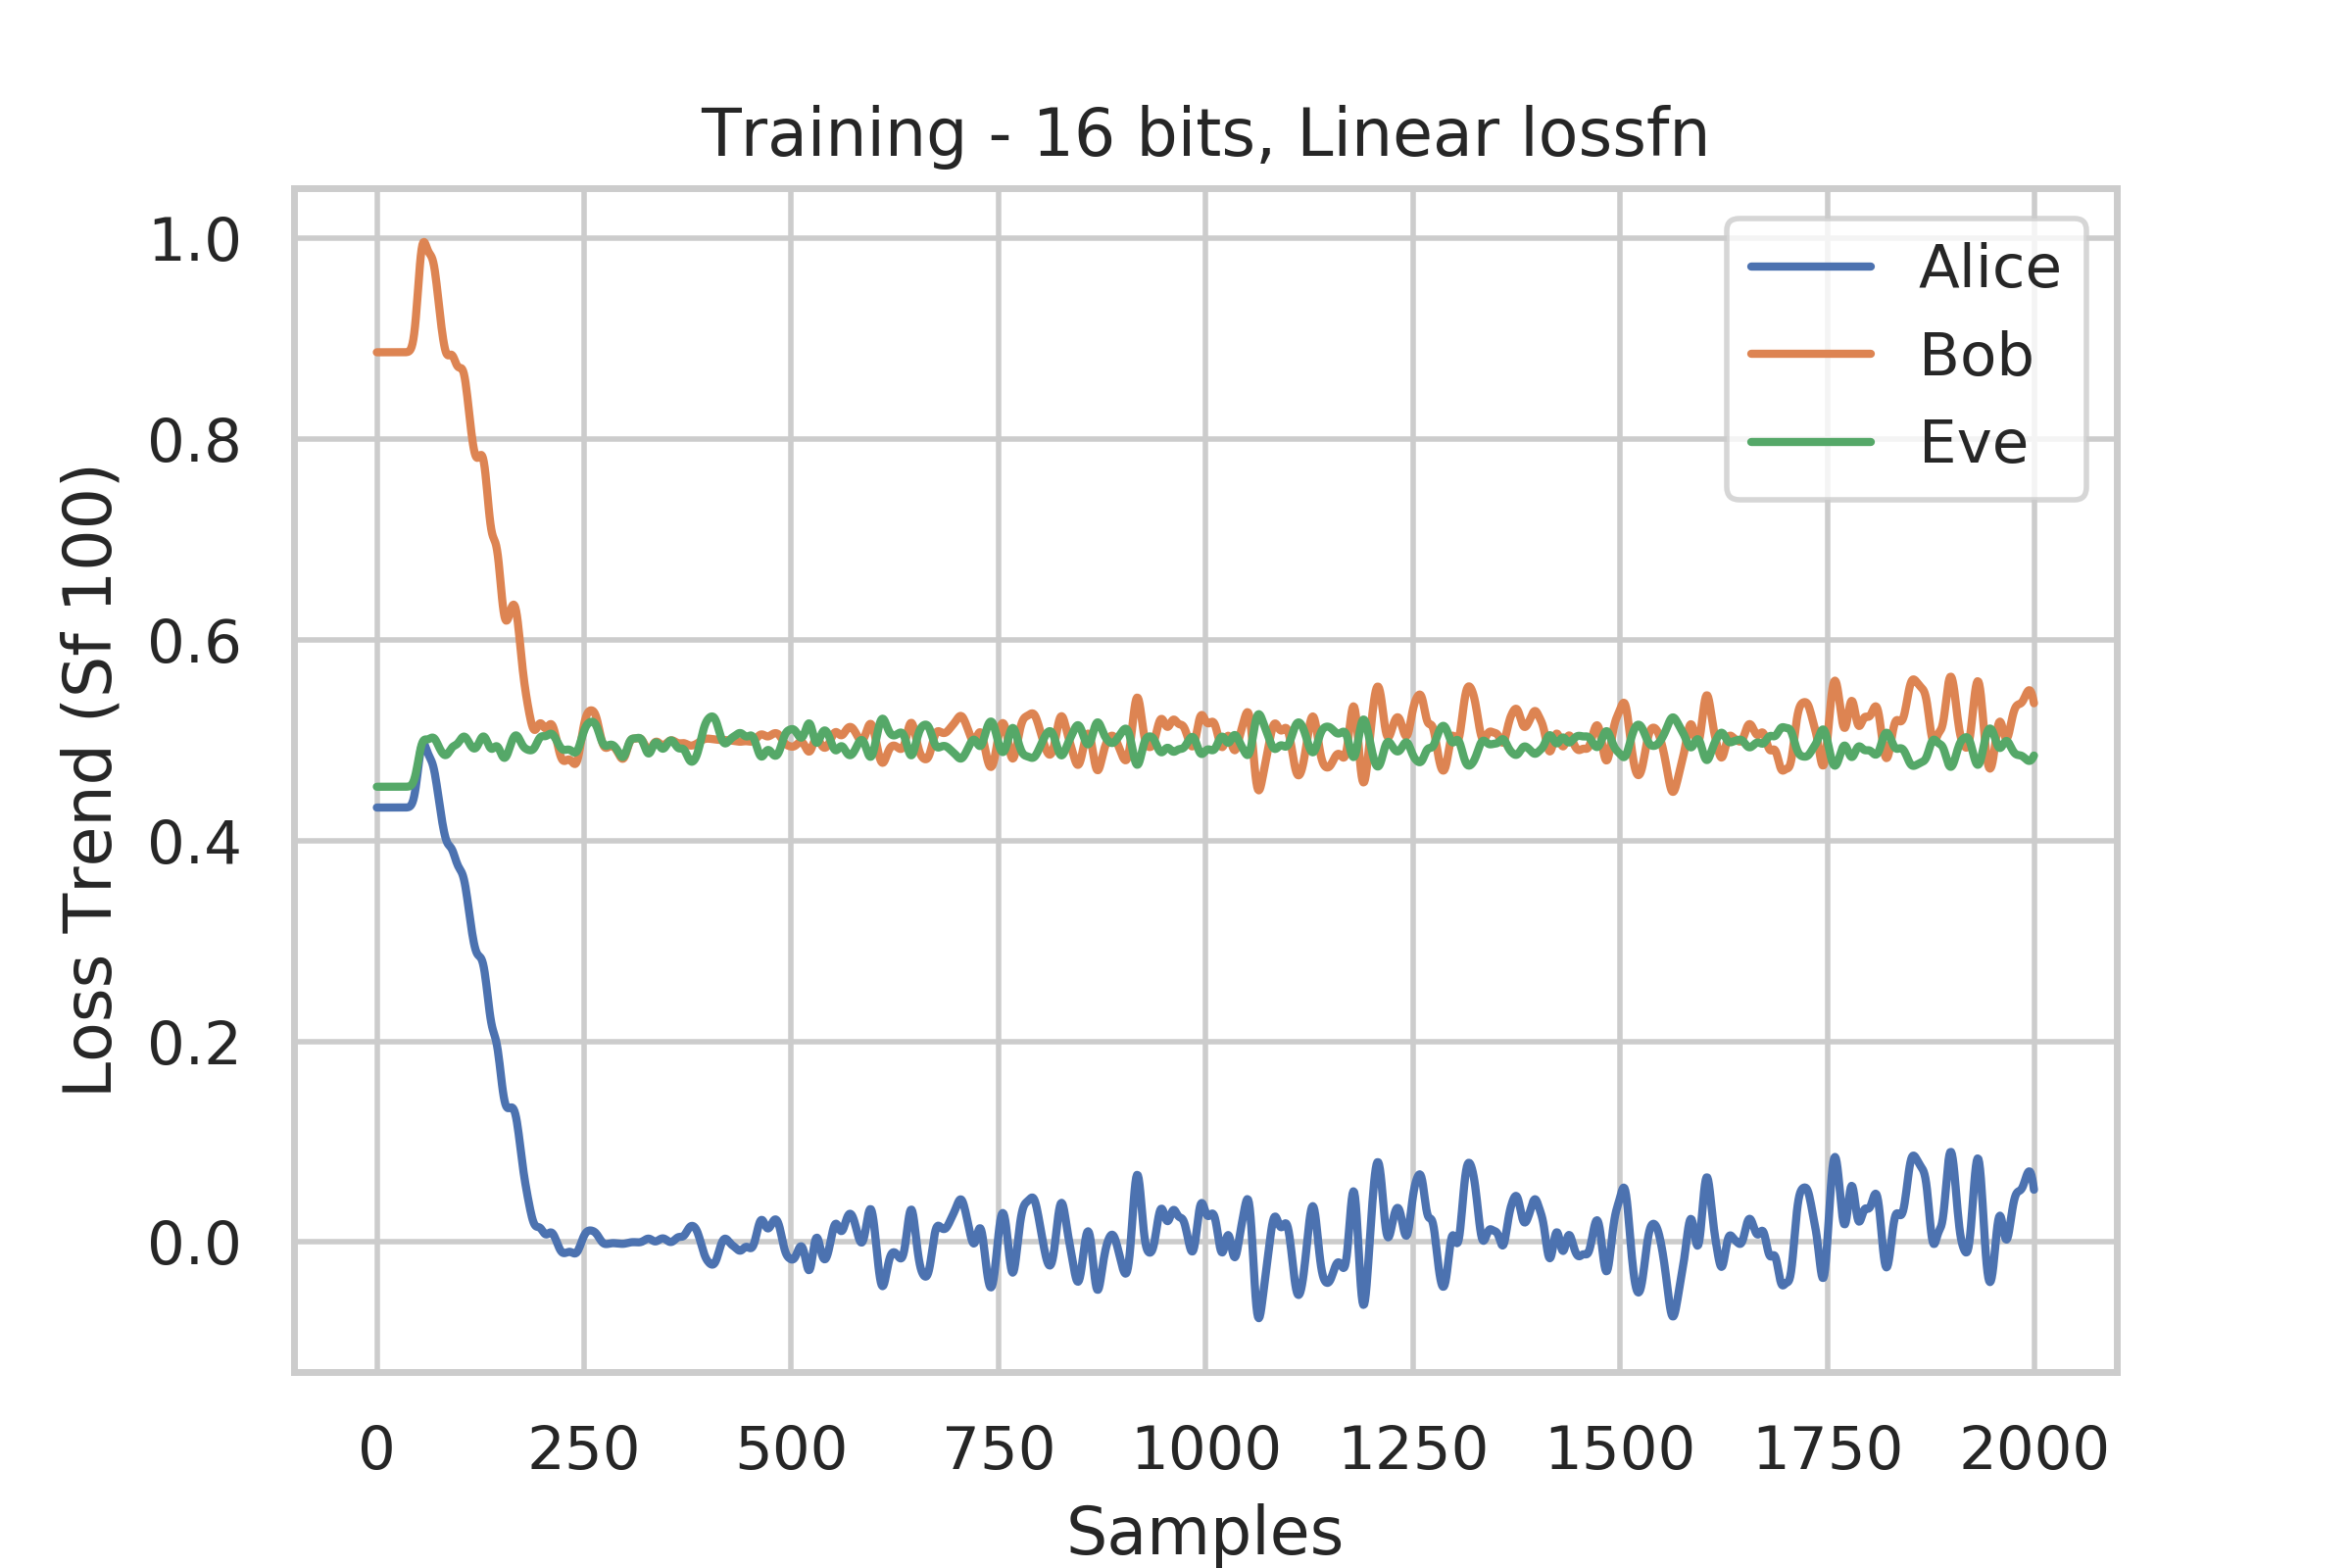 Training - 16 bits, Linear lossfn
1.0
0.8
0.6
0.4
0.2
0.0
Loss Trend (Sf 100)
Alice
Bob
Eve
0 250 500 750 1000 1250 1500 1750 2000
Samples